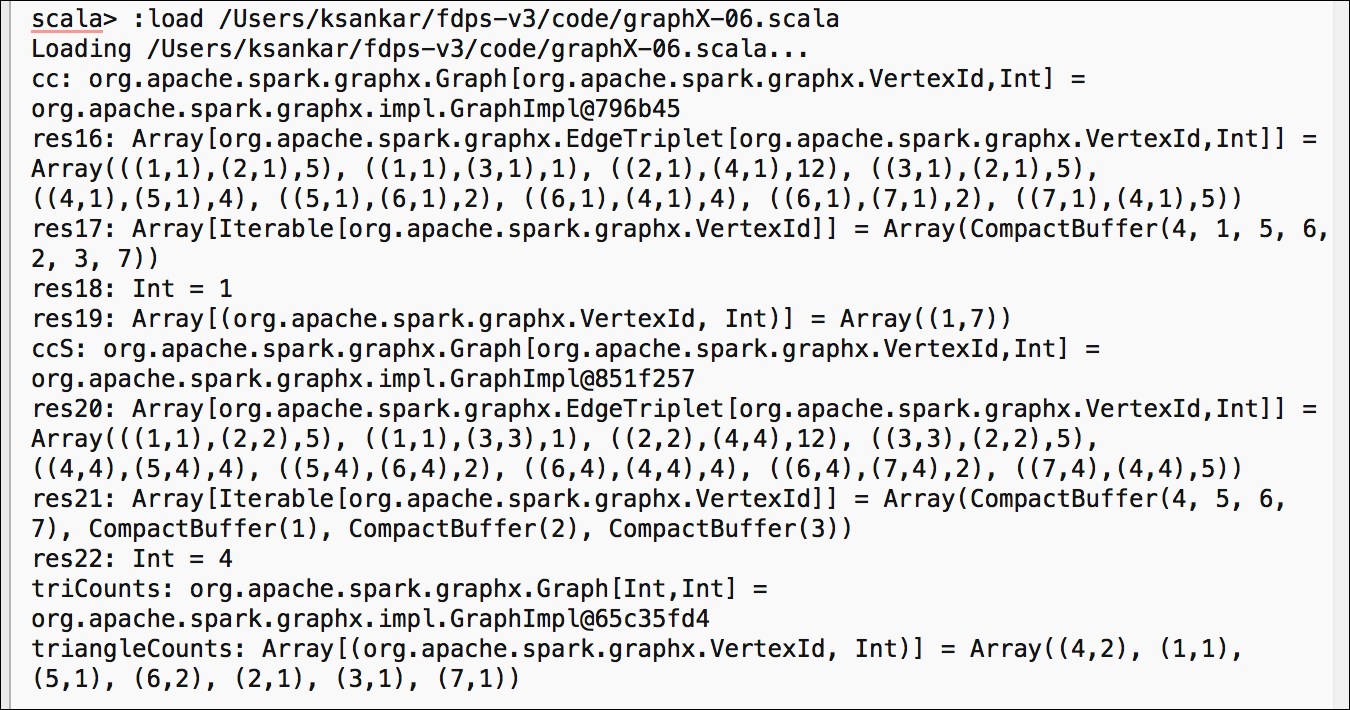 scala> :load /Users/ksankar/fdps-v3/code/graphX-06.scala
Loading /Users/ksankar/fdps-v3/code/graphX-06.scala...
cc: org.apache.spark.graphx.Graph[org.apache.spark.graphx.VertexId,Int] =
org.apache.spark.graphx.impl.GraphImpl@796b45
res16: Array[org.apache.spark.graphx.EdgeTriplet[org.apache.spark.graphx.VertexId,Int]] =
Array(((1,1),(2,1),5), ((1,1),(3,1),1), ((2,1),(4,1),12), ((3,1),(2,1),5),
((4,1),(5,1),4), ((5,1),(6,1),2), ((6,1),(4,1),4), ((6,1),(7,1),2), ((7,1),(4,1),5))
res17: Array[Iterable[org.apache.spark.graphx.VertexId]] = Array(CompactBuffer(4, 1, 5, 6,
2, 3, 7))
res18: Int = 1
res19: Array[(org.apache.spark.graphx.VertexId, Int)] = Array((1,7))
ccS: org.apache.spark.graphx.Graph[org.apache.spark.graphx.VertexId,Int] =
org.apache.spark.graphx.impl.GraphImpl@851f257
res20: Array[org.apache.spark.graphx.EdgeTriplet[org.apache.spark.graphx.VertexId,Int]] =
Array(((1,1),(2,2),5), ((1,1),(3,3),1), ((2,2),(4,4),12), ((3,3),(2,2),5),
((4,4),(5,4),4), ((5,4),(6,4),2), ((6,4),(4,4),4), ((6,4),(7,4),2), ((7,4),(4,4),5))
res21: Array[Iterable[org.apache.spark.graphx.VertexId]] = Array(CompactBuffer(4, 5, 6,
7), CompactBuffer(1), CompactBuffer(2), CompactBuffer(3))
res22: Int = 4
triCounts: org.apache.spark.graphx.Graph[Int,Int] =
org.apache.spark.graphx.impl.GraphImpl@65c35fd4
triangleCounts: Array[(org.apache.spark.graphx.VertexId, Int)] = Array((4,2), (1,1),
(5,1), (6,2), (2,1), (3,1), (7,1))